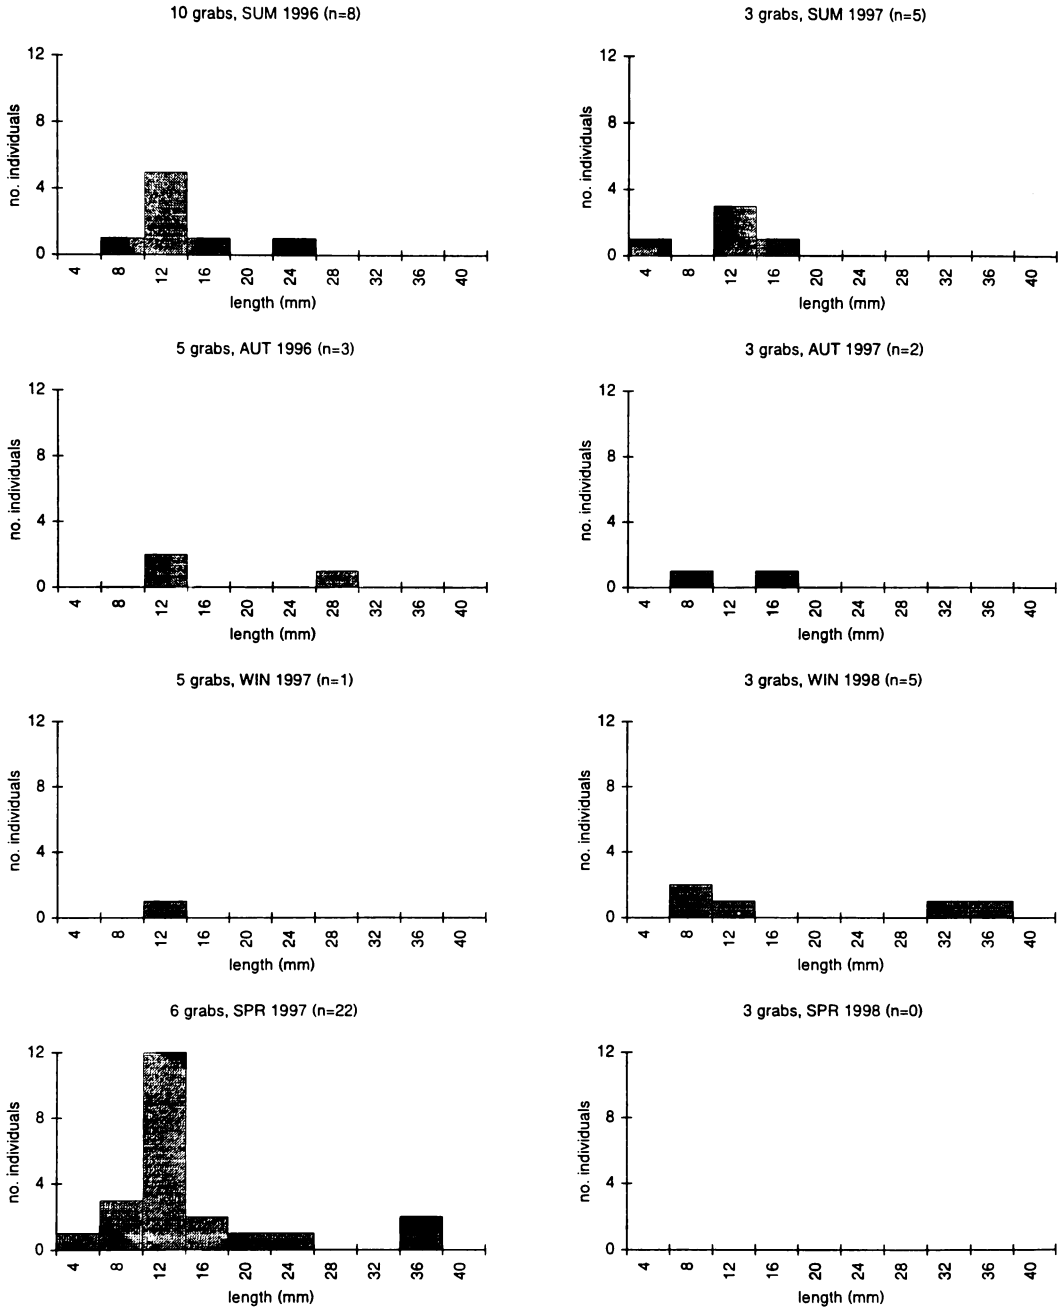 10 grabs, SUM 1996 (n=8)
12
8
4
0
no. individuals
4 8 12 16 20 24 28 32 36 40
length (mm)
3 grabs, SUM 1997 (n=5)
12
8
4
0
no. individuals
4 8 12 16 20 24 28 32 36 40
length (mm)
5 grabs, AUT 1996 (n=3)
12
8
4
0
no. individuals
4 8 12 16 20 24 28 32 36 40
length (mm)
3 grabs, AUT 1997 (n=2)
12
8
4
0
no. individuals
4 8 12 16 20 24 28 32 36 40
length (mm)
5 grabs, WIN 1997 (n=1)
12
8
4
0
no. individuals
4 8 12 16 20 24 28 32 36 40
length (mm)
3 grabs, WIN 1998 (n=5)
12
8
4
0
no. individuals
4 8 12 16 20 24 28 32 36 40
length (mm)
6 grabs, SPR 1997 (n=22)
12
8
4
0
no. individuals
4 8 12 16 20 24 28 32 36 40
length (mm)
3 grabs, SPR 1998 (n=0)
12
8
4
0
no. individuals
4 8 12 16 20 24 28 32 36 40
length (mm)